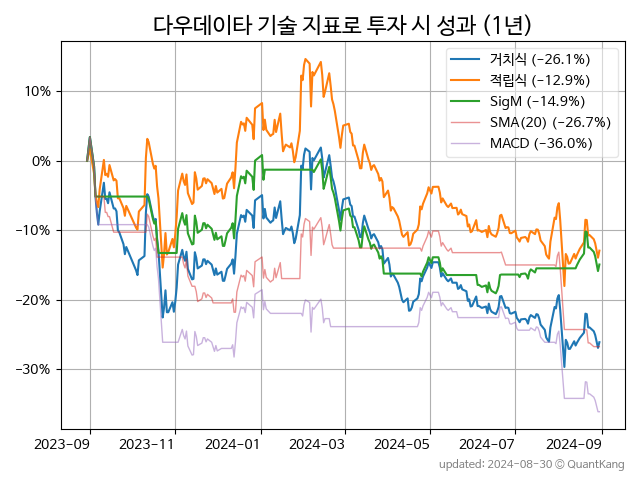 다우데이타 기술 지표로 투자 시 성과 (1년)
거치식 (−26.1%)
적립식 (−12.9%)
SigM (−14.9%)
SMA(20) (−26.7%)
MACD (−36.0%)
10%
0%
−10%
−20%
−30%
2023-09 2023-11 2024-01 2024-03 2024-05 2024-07 2024-09
updated: 2024-08-30 © QuantKang